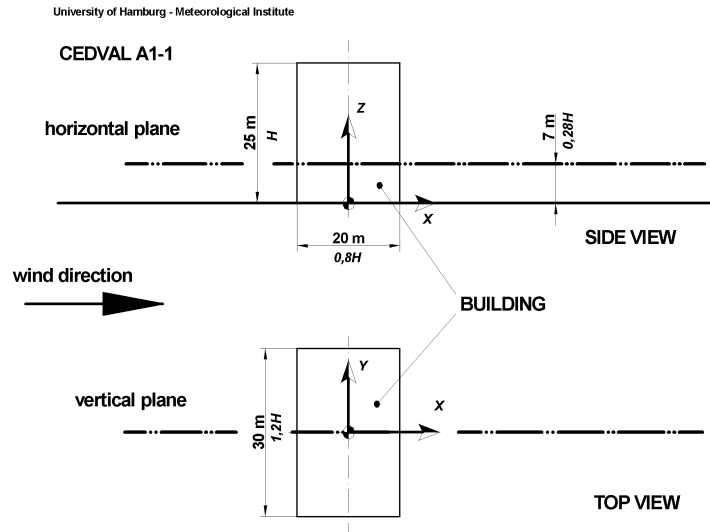 University of Hamburg - Meteorological Institute
CEDVAL A1-1
horizontal plane
25 m
H
Z
7 m
0,28H
X
20 m
0,8H
SIDE VIEW
wind direction
BUILDING
vertical plane
30 m
1,2H
Y
X
TOP VIEW